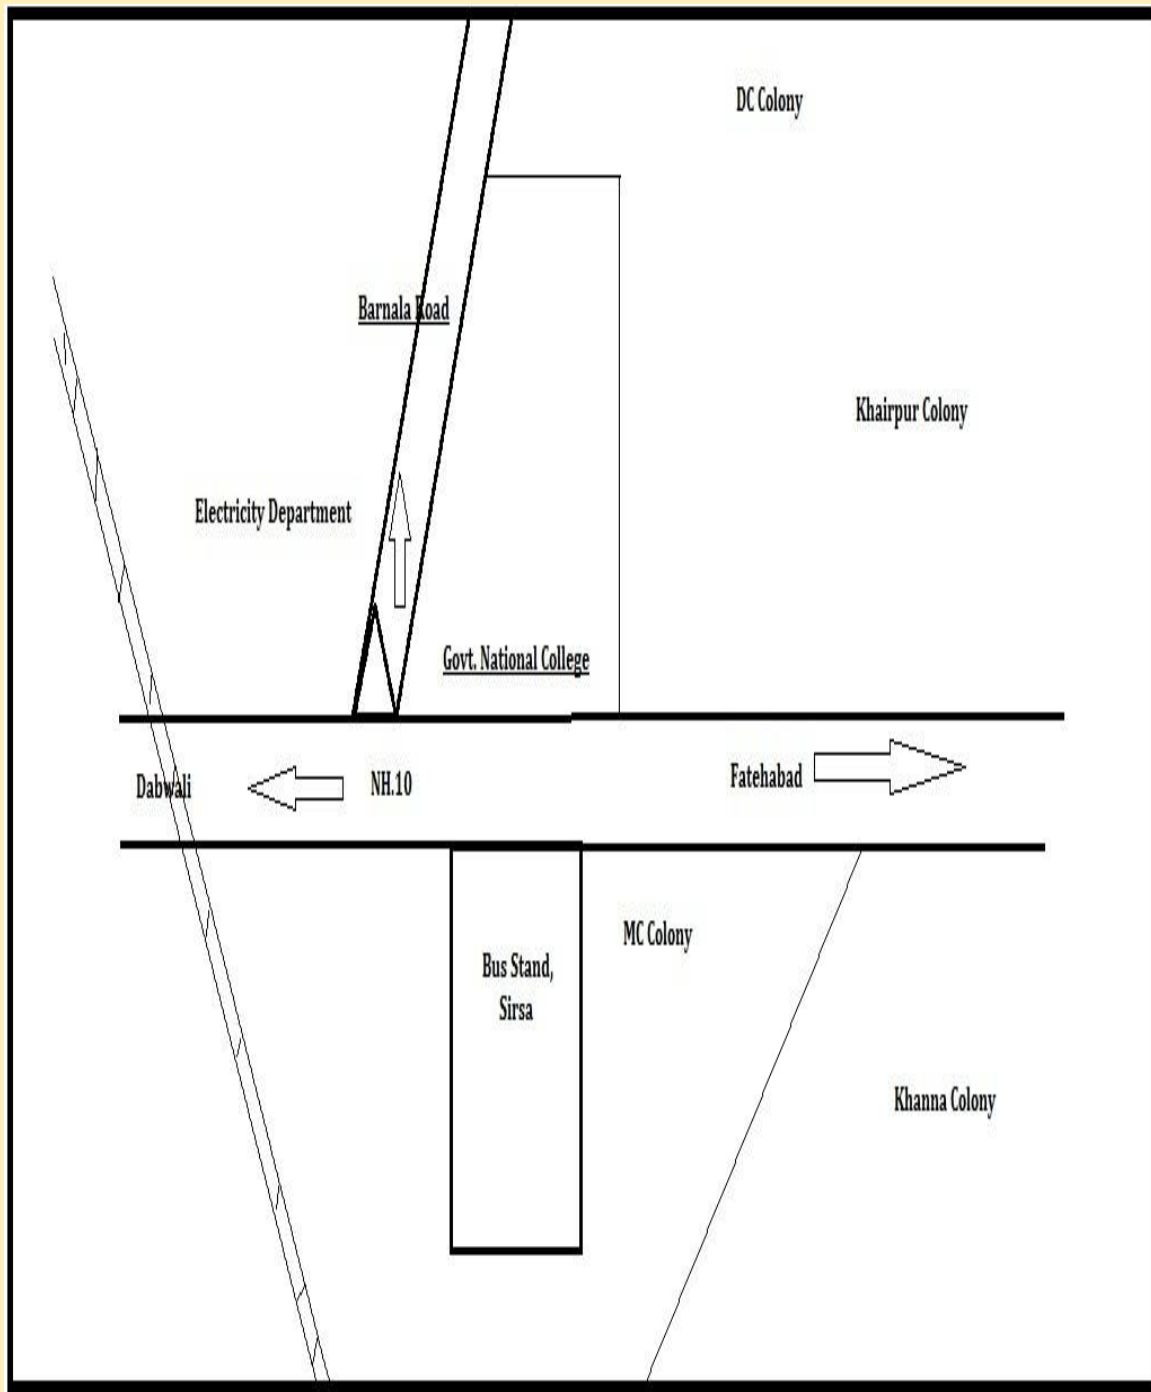 DC Colony
Barnala Road
Khairpur Colony
Electricity Department
Govt. National College
Dabwali
NH.10
Fatehabad
MC Colony
Bus Stand,
Sirsa
Khanna Colony